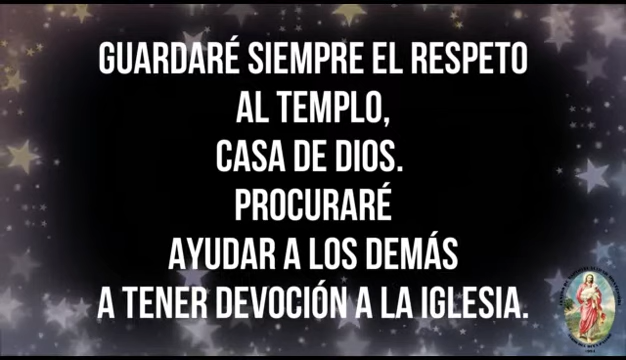 GUARDARÉ SIEMPRE EL RESPETO
AL TEMPLO,
CASA DE DIOS.
PROCURARÉ
AYUDAR A LOS DEMÁS
A TENER DEVOCIÓN A LA IGLESIA.